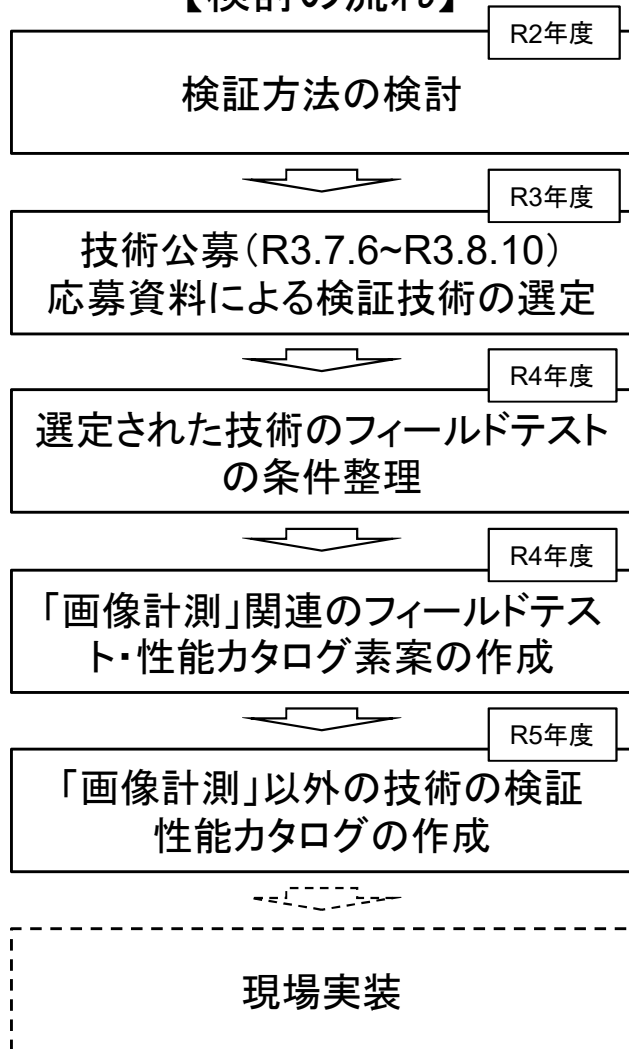 【検討の流れ】
R2年度
検証方法の検討
R3年度
技術公募（R3.7.6~R3.8.10）
応募資料による検証技術の選定
R4年度
選定された技術のフィールドテスト
の条件整理
R4年度
「画像計測」関連のフィールドテス
ト・性能カタログ素案の作成
R5年度
「画像計測」以外の技術の検証
性能カタログの作成
現場実装